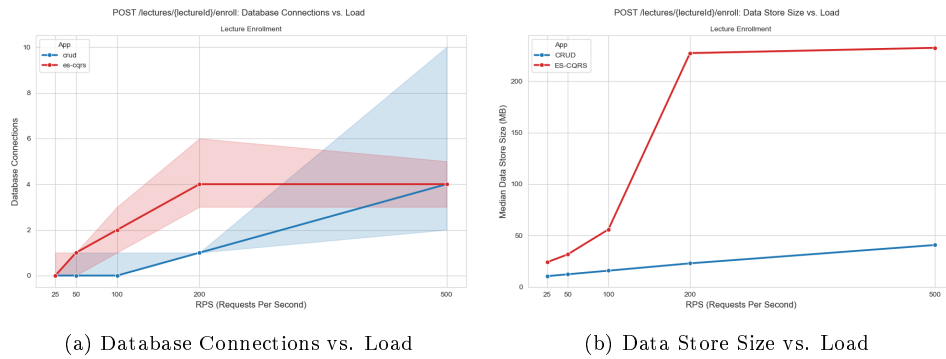 POST /lectures/{lectureId}/enroll: Database Connections vs. Load
Lecture Enrollment
App
crud
es-cqrs
10
8
6
4
2
0
Database Connections
25
50
100
200
500
RPS (Requests Per Second)
(a) Database Connections vs. Load
POST /lectures/{lectureId}/enroll: Data Store Size vs. Load
Lecture Enrollment
App
CRUD
ES-CQRS
200
150
100
50
0
Median Data Store Size (MB)
25
50
100
200
500
RPS (Requests Per Second)
(b) Data Store Size vs. Load